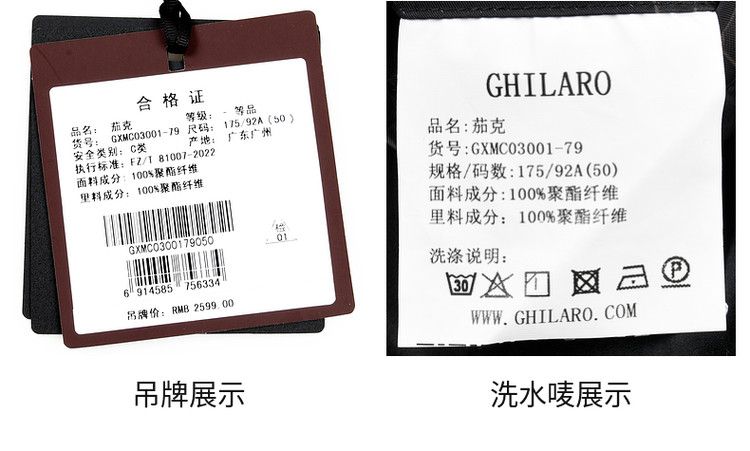 合格证
品名: 茄克
等级: - 等品
货号: GXMC03001-79
尺码: 175/92A(50)
安全类别: C类
产地: 广东广州
执行标准: FZ/T 81007-2022
面料成分: 100%聚酯纤维
里料成分: 100%聚酯纤维
GXMC0300179050
01
6 914585 756334
吊牌价: RMB 2599.00
吊牌展示
GHILARO
品名:茄克
货号:GXMC03001-79
规格/码数:175/92A(50)
面料成分:100%聚酯纤维
里料成分: 100%聚酯纤维
洗涤说明:
30
P
WWW.GHILARO.COM
洗水唛展示